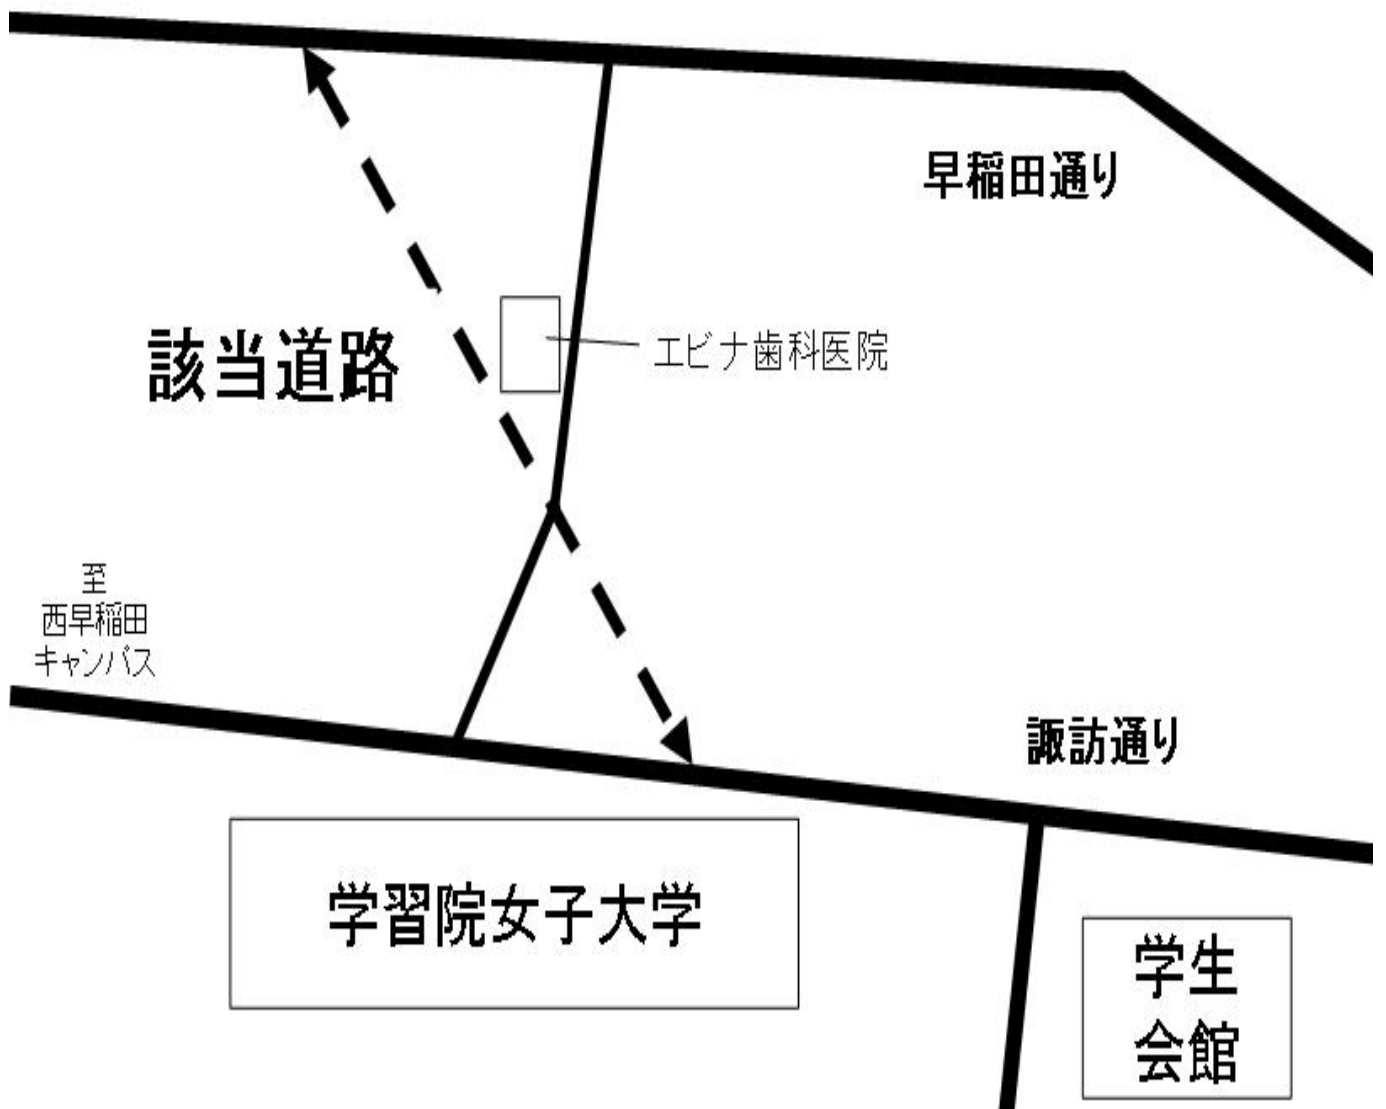 早稲田通り
該当道路
エビナ歯科医院
至
西早稲田
キャンパス
諏訪通り
学習院女子大学
学生
会館